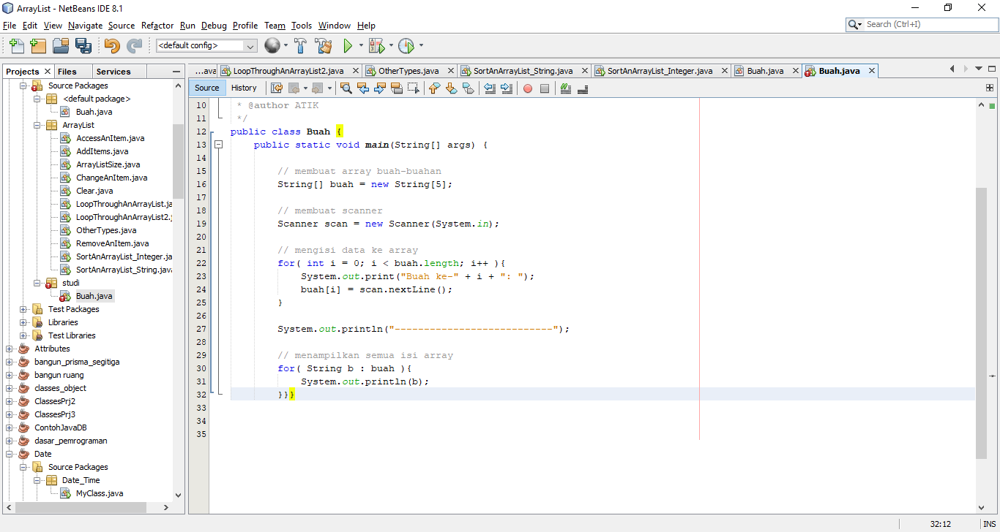 ArrayList - NetBeans IDE 8.1
File Edit View Navigate Source Refactor Run Debug Profile Team Tools Window Help
Search (Ctrl+I)
<default config>
Projects Files Services
Source Packages
<default package>
Buah.java
ArrayList
AccessAnItem.java
AddItems.java
ArrayListSize.java
ChangeAnItem.java
Clear.java
LoopThroughAnArrayList.ja
LoopThroughAnArrayList2.j
OtherTypes.java
RemoveAnItem.java
SortAnArrayList_Integer.ja
SortAnArrayList_String.java
studi
Buah.java
Test Packages
Libraries
Test Libraries
Attributes
bangun_prisma_segitiga
bangun ruang
classes_object
ClassesPrj2
ClassesPrj3
ContohJavaDB
dasar_pemrograman
Date
Source Packages
Date_Time
MyClass.java
...ava LoopThroughAnArrayList2.java OtherTypes.java SortAnArrayList_String.java SortAnArrayList_Integer.java Buah.java Buah.java
Source History
10 * @author ATIK
11 */
12 public class Buah {
13 public static void main(String[] args) {
14
15 // membuat array buah-buahan
16 String[] buah = new String[5];
17
18 // membuat scanner
19 Scanner scan = new Scanner(System.in);
20
21 // mengisi data ke array
22 for( int i = 0; i < buah.length; i++ ){
23 System.out.print("Buah ke-" + i + ": ");
24 buah[i] = scan.nextLine();
25 }
26
27 System.out.println("---------------------------");
28
29 // menampilkan semua isi array
30 for( String b : buah ){
31 System.out.println(b);
32 }}}
33
34
35
32:12 INS